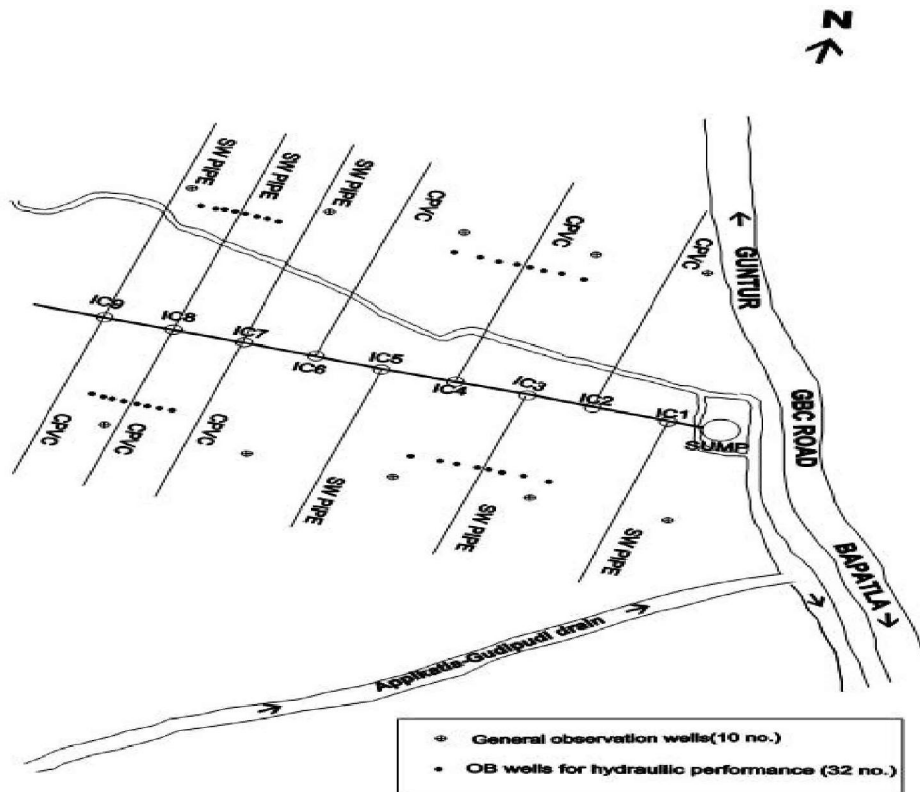 N
SW PIPE
SW PIPE
SW PIPE
CPVC
CPVC
CPVC
GUNTUR
GBC ROAD
BAPATLA
IC9
IC8
IC7
IC6
IC5
IC4
IC3
IC2
IC1
SUMP
CPVC
CPVC
CPVC
SW PIPE
SW PIPE
SW PIPE
Appikatla-Gudipudi drain
General observation wells(10 no.)
OB wells for hydraullic performance (32 no.)